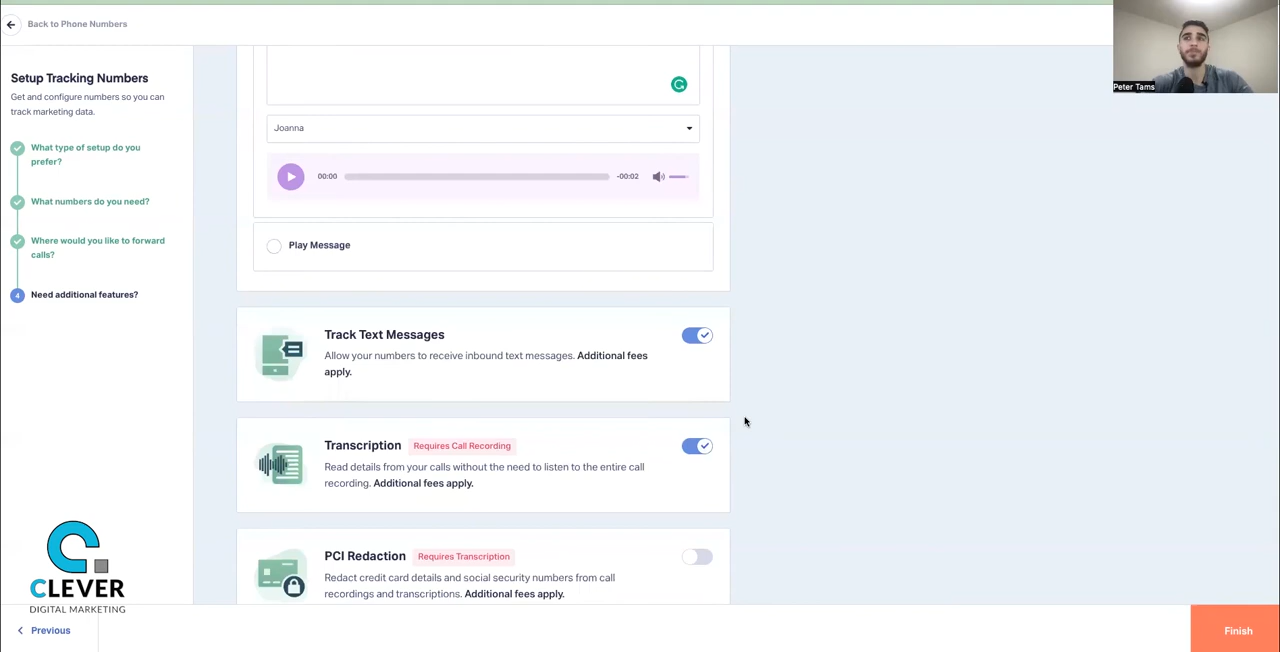 Back to Phone Numbers
Peter Tams
Setup Tracking Numbers
Get and configure numbers so you can
track marketing data.
What type of setup do you
prefer?
What numbers do you need?
Where would you like to forward
calls?
4
Need additional features?
Joanna
00:00
-00:02
Play Message
Track Text Messages
Allow your numbers to receive inbound text messages. Additional fees
apply.
Transcription Requires Call Recording
Read details from your calls without the need to listen to the entire call
recording. Additional fees apply.
PCI Redaction Requires Transcription
Redact credit card details and social security numbers from call
recordings and transcriptions. Additional fees apply.
CLEVER
DIGITAL MARKETING
Previous
Finish